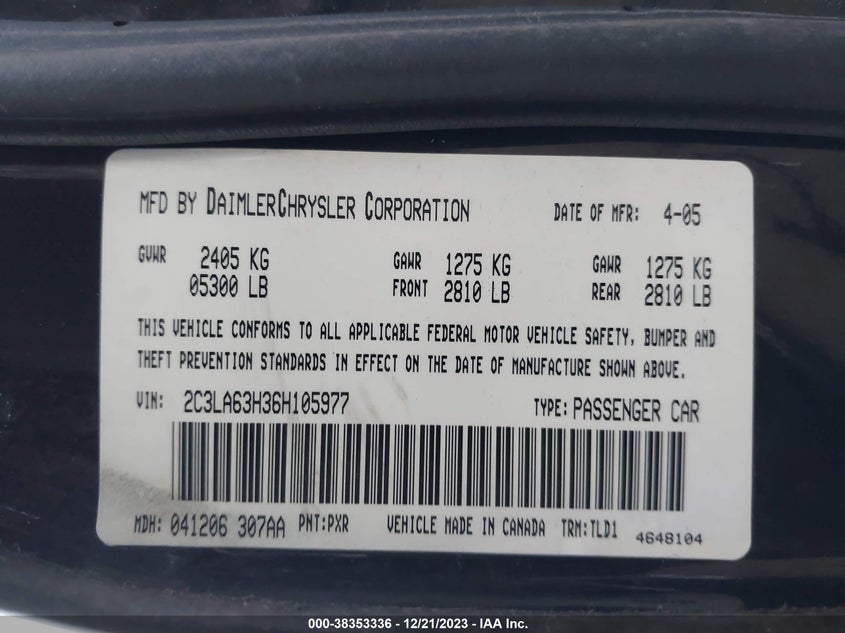 MFD BY DAIMLERCHRYSLER CORPORATION DATE OF MFR: 4-05
GVWR 2405 KG GAWR 1275 KG GAWR 1275 KG
05300 LB FRONT 2810 LB REAR 2810 LB
THIS VEHICLE CONFORMS TO ALL APPLICABLE FEDERAL MOTOR VEHICLE SAFETY, BUMPER AND
THEFT PREVENTION STANDARDS IN EFFECT ON THE DATE OF MANUFACTURE SHOWN ABOVE.
VIN: 2C3LA63H36H105977 TYPE: PASSENGER CAR
MDH: 041206 307AA PNT: PXR VEHICLE MADE IN CANADA TRM: TLD1 4648104
000-38353336 - 12/21/2023 - IAA Inc.